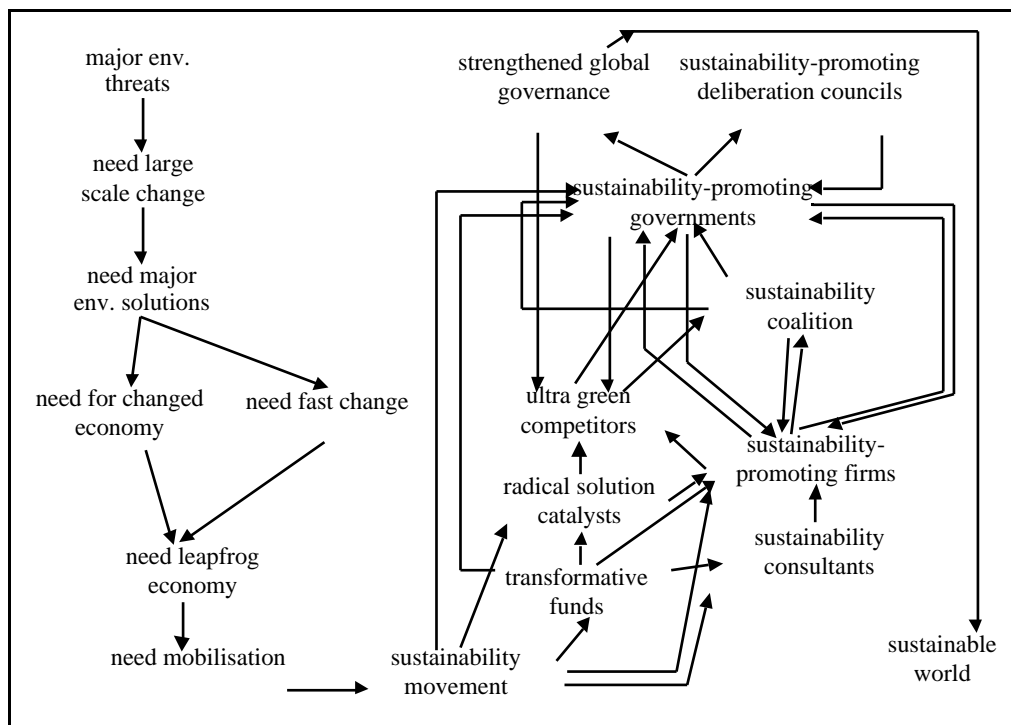 major env.
threats
need large
scale change
need major
env. solutions
need for changed
economy
need fast change
need leapfrog
economy
need mobilisation
sustainability
movement
strengthened global
governance
sustainability-promoting
deliberation councils
sustainability-promoting
governments
sustainability
coalition
ultra green
competitors
sustainability-
promoting firms
radical solution
catalysts
sustainability
consultants
transformative
funds
sustainable
world